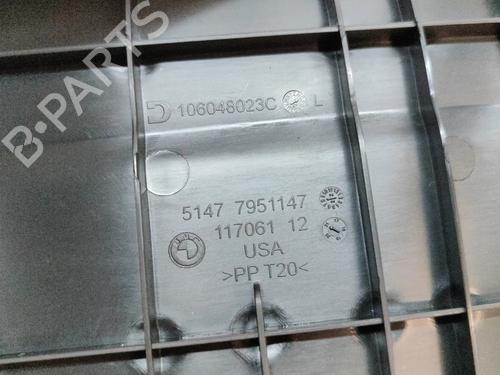 B-PARTS
106048023C L
5147 7951147
117061 12
USA
>PP T20<